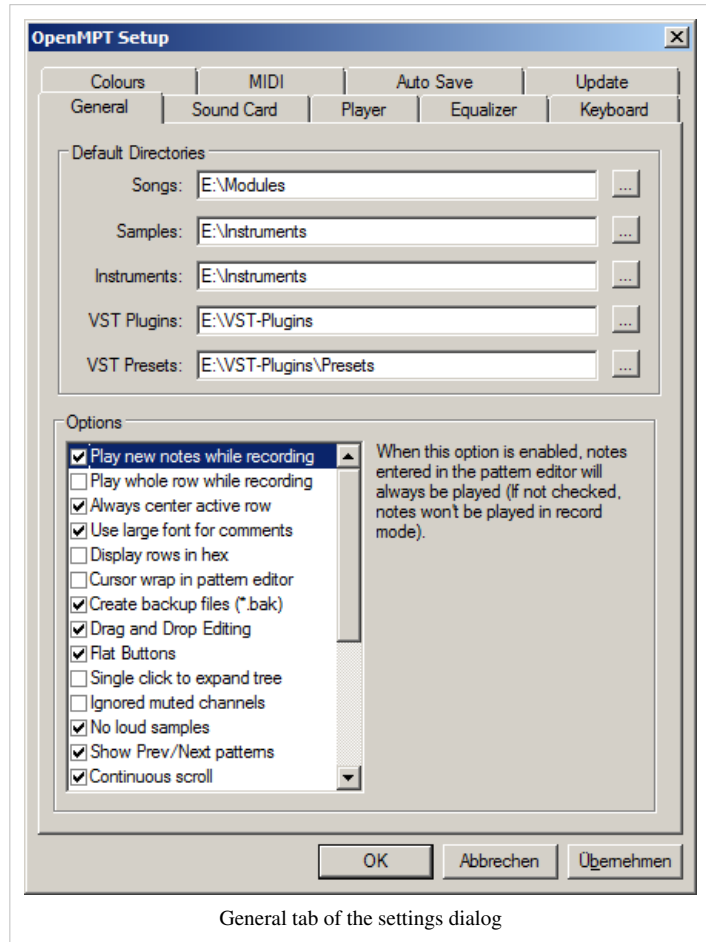 OpenMPT Setup
Colours MIDI Auto Save Update
General Sound Card Player Equalizer Keyboard
Default Directories
Songs: E:\Modules ...
Samples: E:\Instruments ...
Instruments: E:\Instruments ...
VST Plugins: E:\VST-Plugins ...
VST Presets: E:\VST-Plugins\Presets ...
Options
Play new notes while recording
Play whole row while recording
Always center active row
Use large font for comments
Display rows in hex
Cursor wrap in pattern editor
Create backup files (*.bak)
Drag and Drop Editing
Flat Buttons
Single click to expand tree
Ignored muted channels
No loud samples
Show Prev/Next patterns
Continuous scroll
When this option is enabled, notes
entered in the pattern editor will
always be played (If not checked,
notes won't be played in record
mode).
OK Abbrechen Übernehmen
General tab of the settings dialog